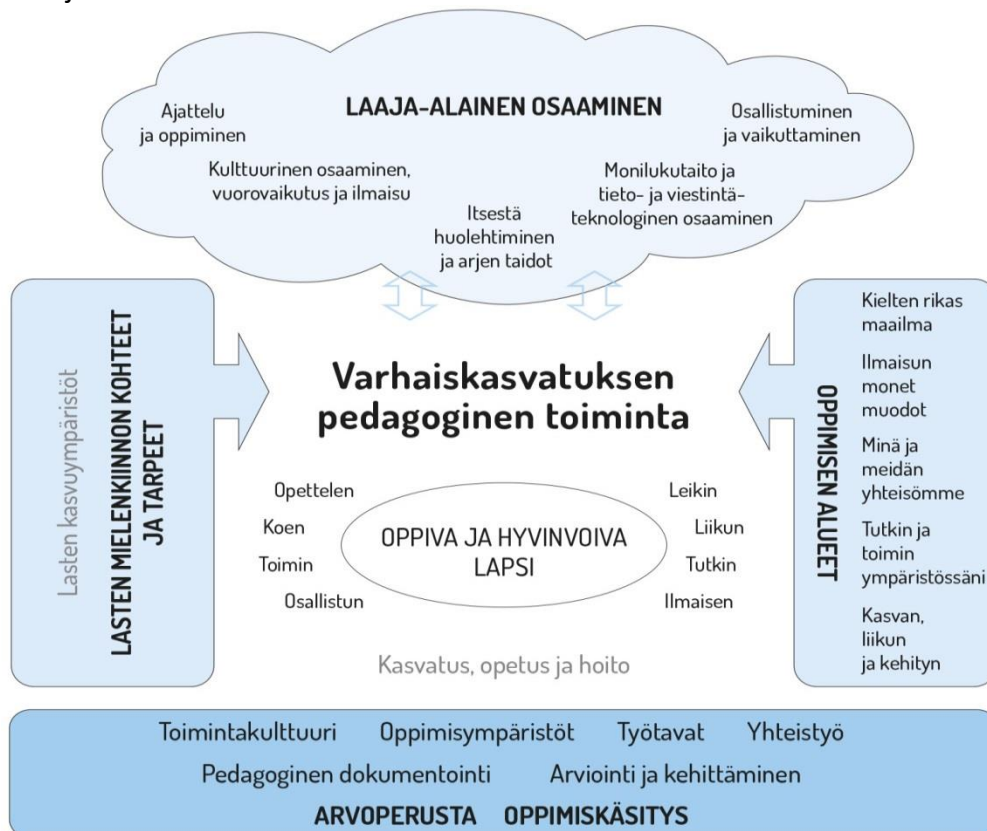 LAAJA-ALAINEN OSAAMINEN
Ajattelu
ja oppiminen
Osallistuminen
ja vaikuttaminen
Kulttuurinen osaaminen,
vuorovaikutus ja ilmaisu
Monilukutaito ja
tieto- ja viestintä-
teknologinen osaaminen
Itsestä
huolehtiminen
ja arjen taidot
Lasten kasvuympäristöt
LASTEN MIELENKIINNON KOHTEET
JA TARPEET
Varhaiskasvatuksen
pedagoginen toiminta
Opettelen
Koen
Toimin
Osallistun
OPPIVA JA HYVINVOIVA
LAPSI
Leikin
Liikun
Tutkin
Ilmaisen
Kasvatus, opetus ja hoito
OPPIMISEN ALUEET
Kielten rikas
maailma
Ilmaisun
monet
muodot
Minä ja
meidän
yhteisömme
Tutkin ja
toimin
ympäristössäni
Kasvan,
liikun
ja kehityn
Toimintakulttuuri Oppimisympäristöt Työtavat Yhteistyö
Pedagoginen dokumentointi Arviointi ja kehittäminen
ARVOPERUSTA OPPIMISKÄSITYS